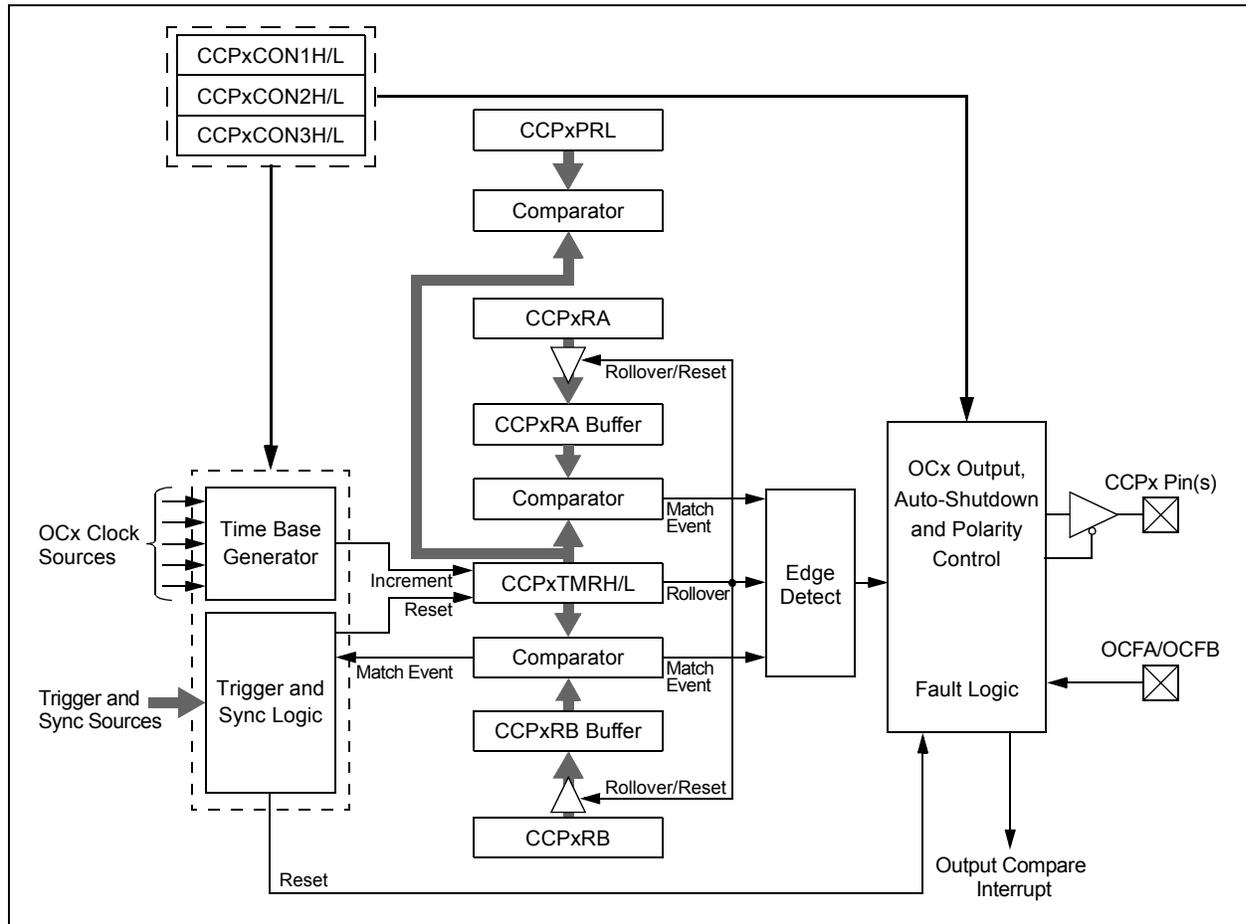 CCPxCON1H/L
CCPxCON2H/L
CCPxCON3H/L
CCPxPRL
Comparator
CCPxRA
Rollover/Reset
CCPxRA Buffer
Comparator
Match
Event
OCx Clock
Sources
Time Base
Generator
Increment
Reset
CCPxTMRH/L
Rollover
Edge
Detect
OCx Output,
Auto-Shutdown
and Polarity
Control
CCPx Pin(s)
Trigger and
Sync Sources
Trigger and
Sync Logic
Match Event
Comparator
Match
Event
Fault Logic
OCFA/OCFB
CCPxRB Buffer
Rollover/Reset
CCPxRB
Reset
Output Compare
Interrupt